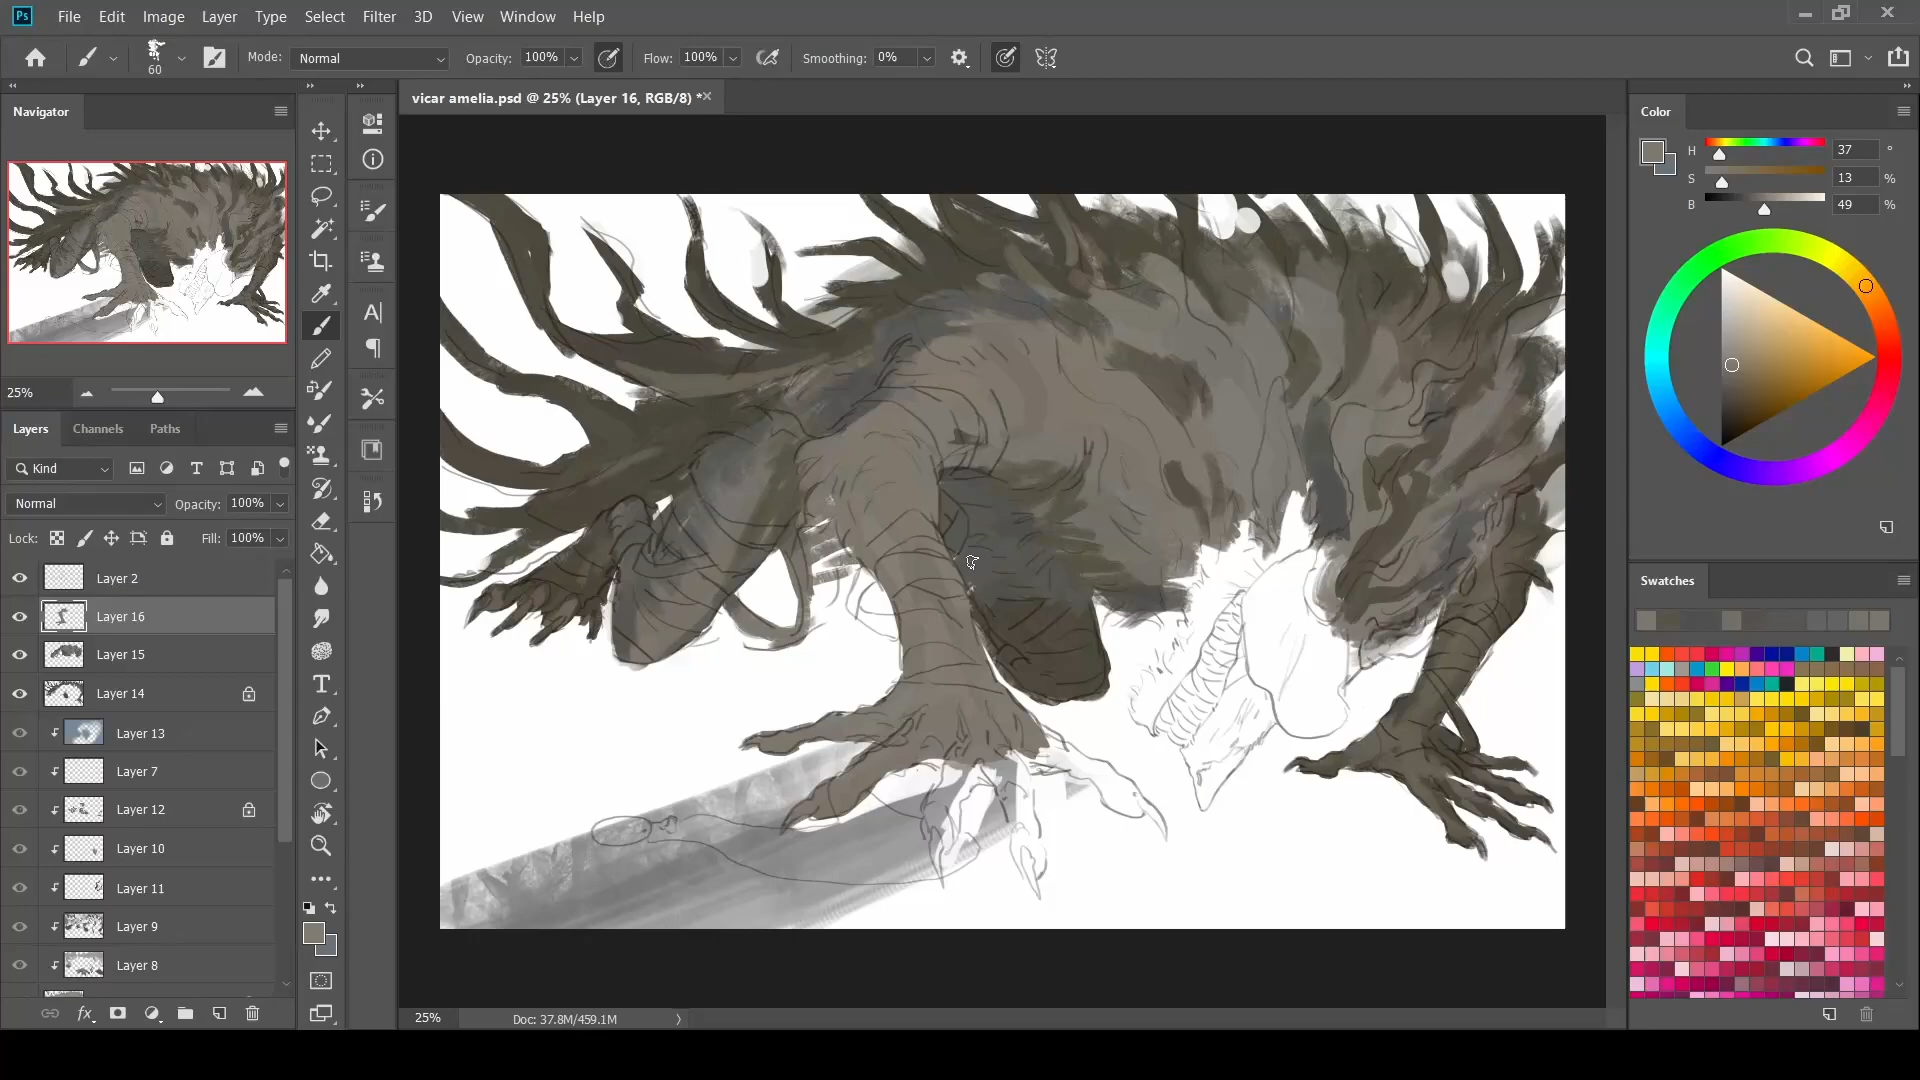 Ps File Edit Image Layer Type Select Filter 3D View Window Help
60 Mode: Normal Opacity: 100% Flow: 100% Smoothing: 0%
Navigator
vicar amelia.psd @ 25% (Layer 16, RGB/8) *
Color
H 37 °
S 13 %
B 49 %
25%
Layers Channels Paths
Kind
Normal Opacity: 100%
Lock: Fill: 100%
Layer 2
Layer 16
Layer 15
Layer 14
Layer 13
Layer 7
Layer 12
Layer 10
Layer 11
Layer 9
Layer 8
fx
Swatches
25% Doc: 37.8M/459.1M